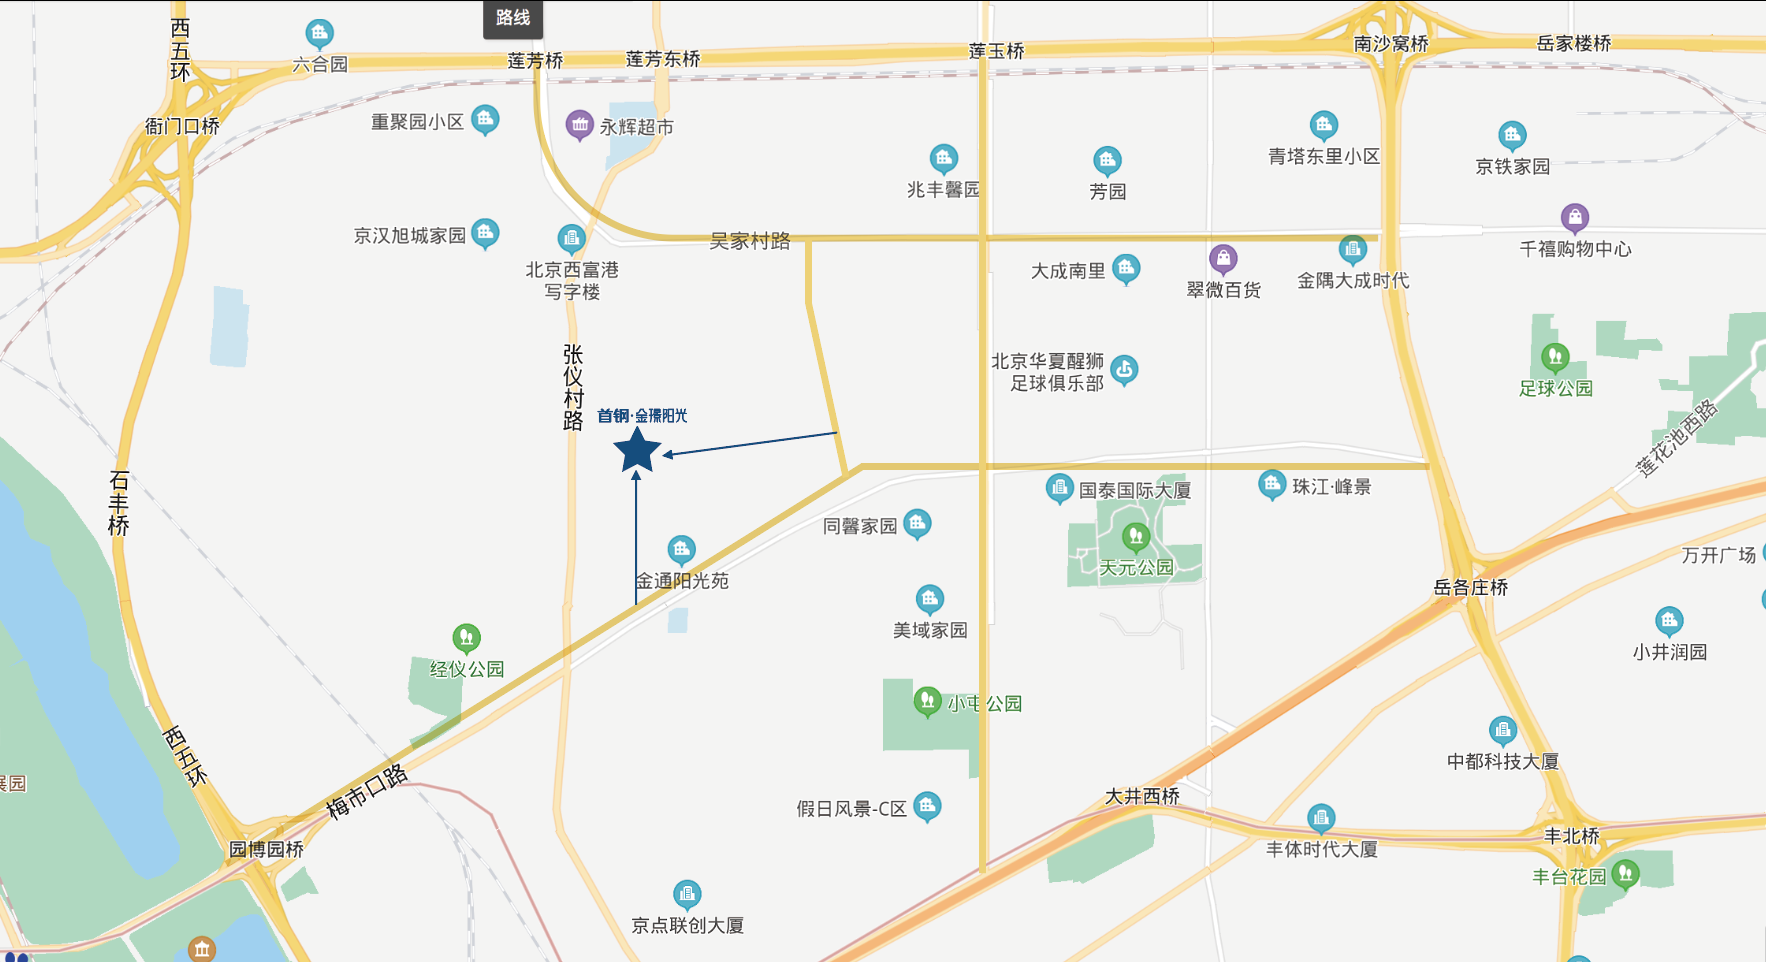 路线
西五环
六合园
莲芳桥
莲芳东桥
莲玉桥
南沙窝桥
岳家楼桥
衙门口桥
重聚园小区
永辉超市
兆丰馨园
芳园
青塔东里小区
京铁家园
京汉旭城家园
北京西富港
写字楼
吴家村路
大成南里
翠微百货
金隅大成时代
千禧购物中心
张仪村路
北京华夏醒狮
足球俱乐部
足球公园
莲花池西路
首钢·金璟阳光
石丰桥
国泰国际大厦
珠江·峰景
同馨家园
天元公园
万开广场
金通阳光苑
岳各庄桥
美域家园
小井润园
经仪公园
小屯公园
西五环
中都科技大厦
展园
梅市口路
假日风景-C区
大井西桥
丰北桥
园博园桥
丰体时代大厦
丰台花园
京点联创大厦